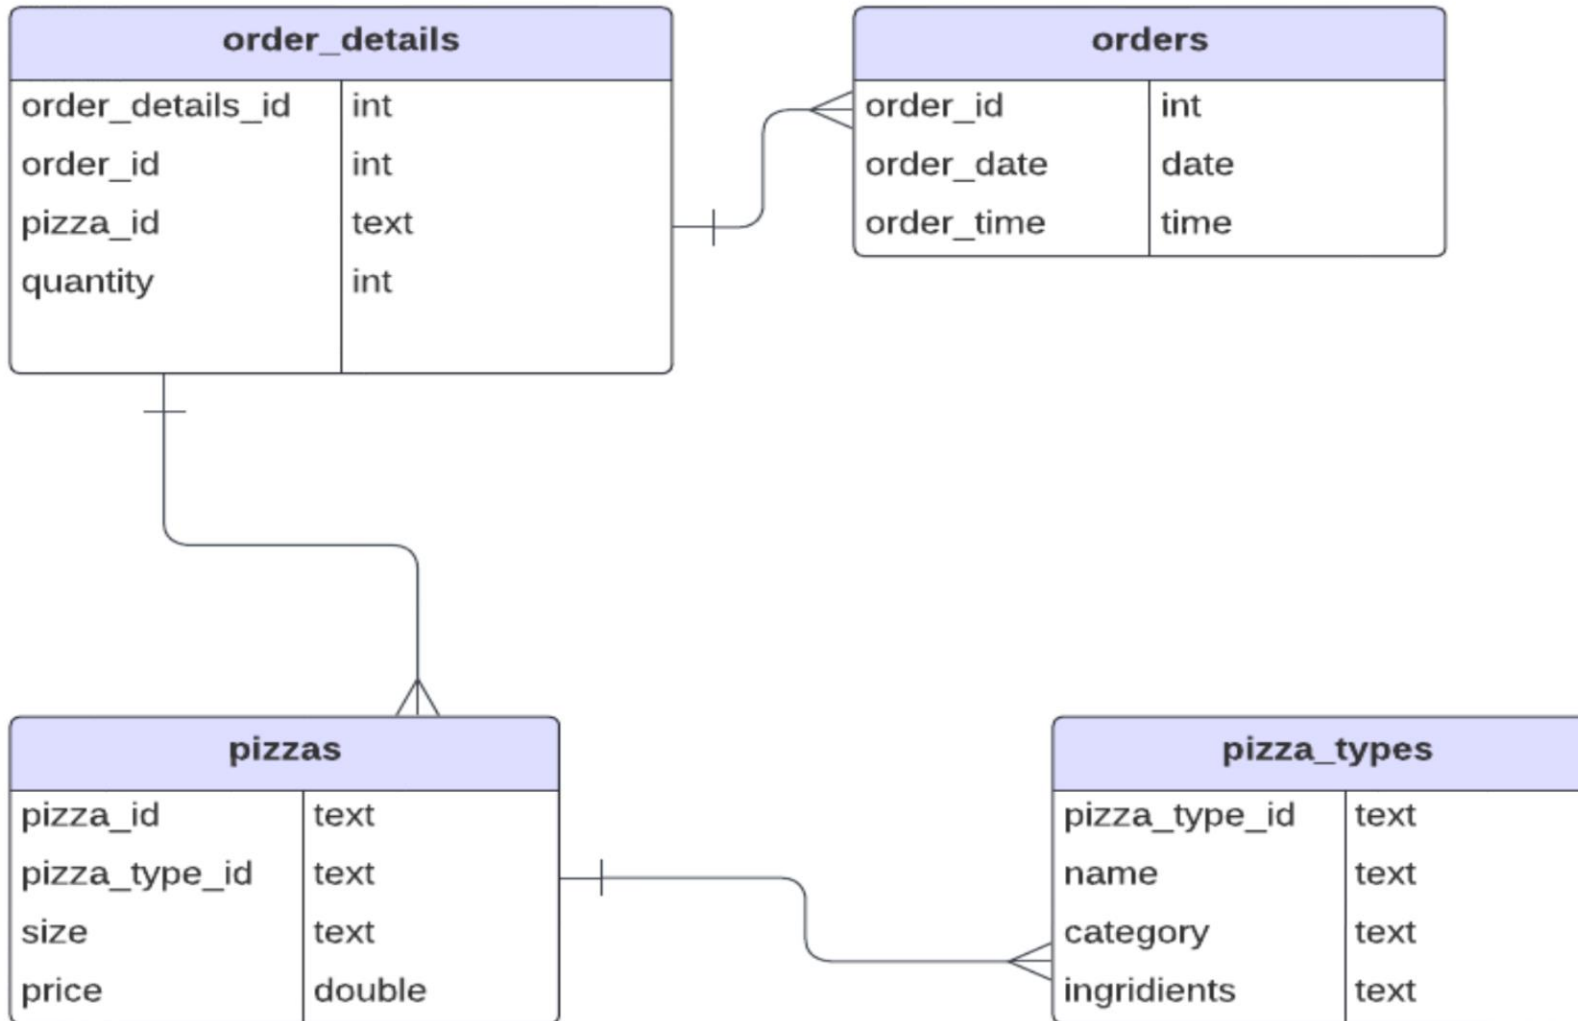 order_details
order_details_id int
order_id int
pizza_id text
quantity int
orders
order_id int
order_date date
order_time time
pizzas
pizza_id text
pizza_type_id text
size text
price double
pizza_types
pizza_type_id text
name text
category text
ingridients text